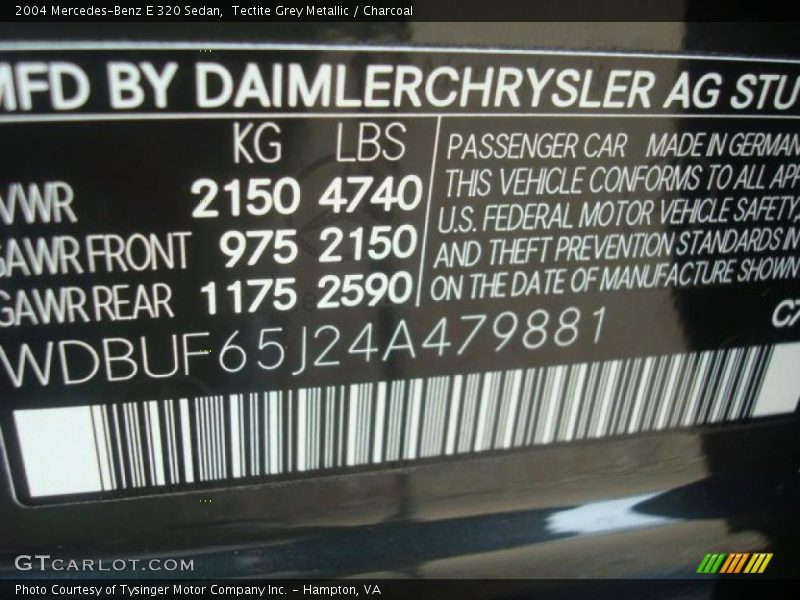 2004 Mercedes-Benz E 320 Sedan, Tectite Grey Metallic / Charcoal
MFD BY DAIMLERCHRYSLER AG STU
KG LBS
VWR 2150 4740
GAWR FRONT 975 2150
GAWR REAR 1175 2590
PASSENGER CAR MADE IN GERMAN
THIS VEHICLE CONFORMS TO ALL APP
U.S. FEDERAL MOTOR VEHICLE SAFETY,
AND THEFT PREVENTION STANDARDS IN
ON THE DATE OF MANUFACTURE SHOWN
C7
WDBUF65J24A479881
GTCARLOT.COM
Photo Courtesy of Tysinger Motor Company Inc. - Hampton, VA